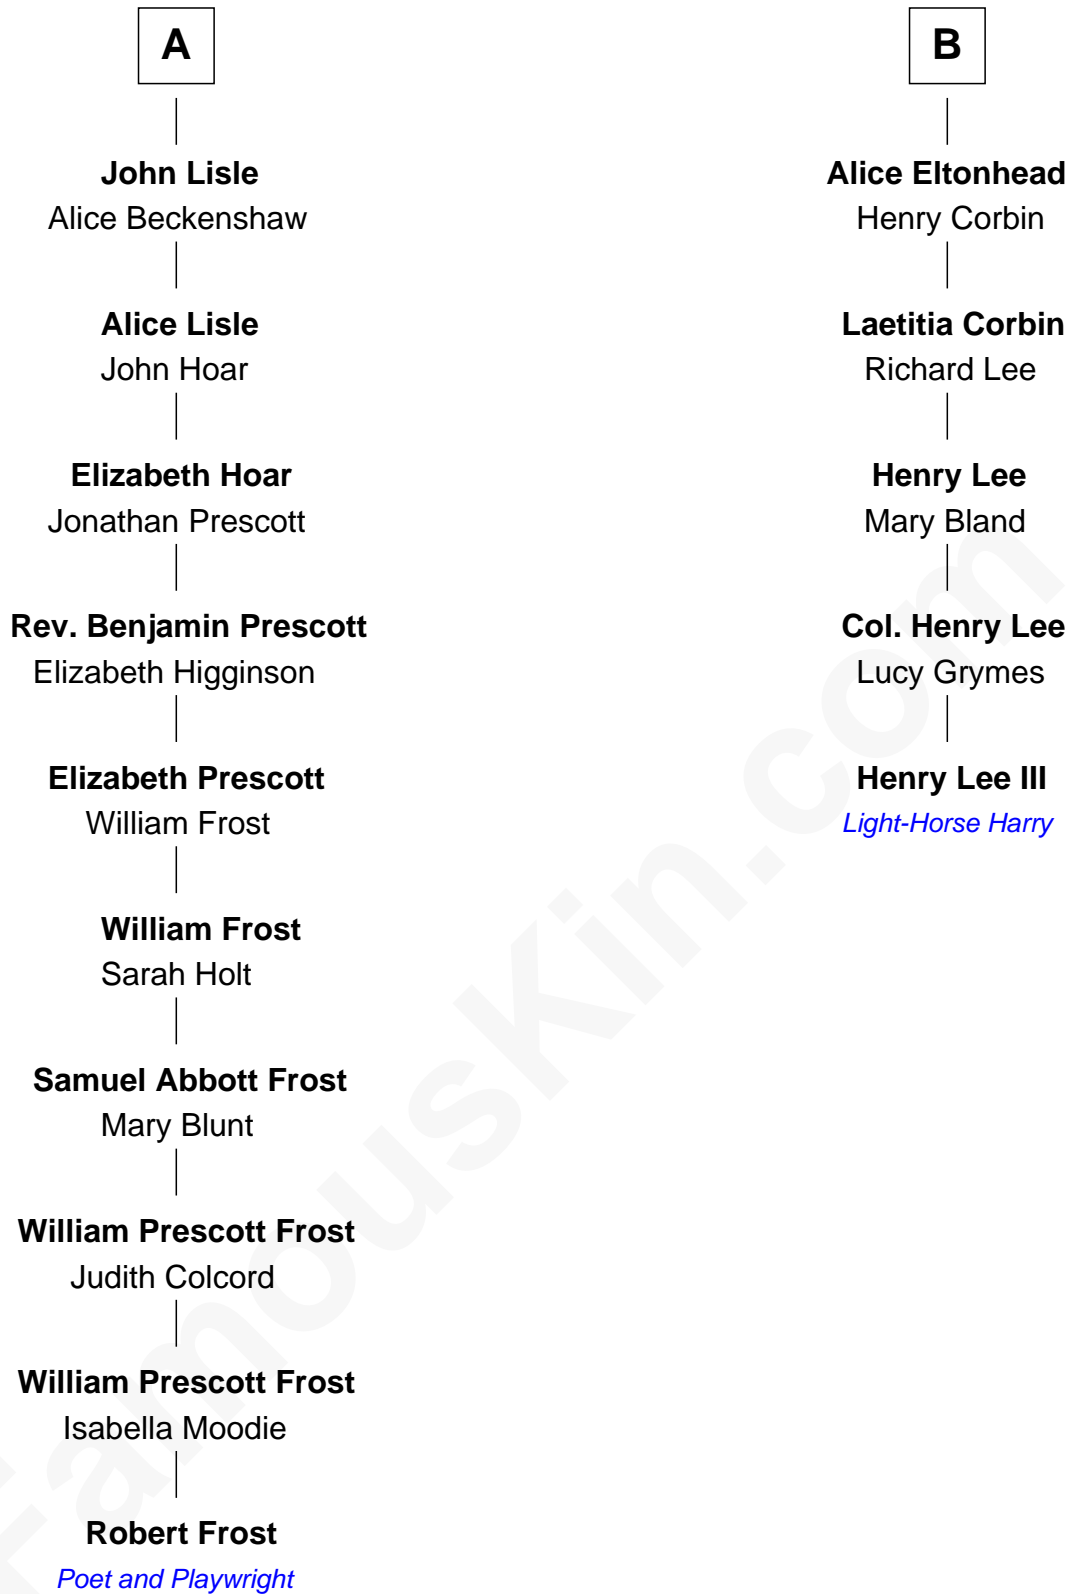 A
John Lisle
Alice Beckenshaw
Alice Lisle
John Hoar
Elizabeth Hoar
Jonathan Prescott
Rev. Benjamin Prescott
Elizabeth Higginson
Elizabeth Prescott
William Frost
William Frost
Sarah Holt
Samuel Abbott Frost
Mary Blunt
William Prescott Frost
Judith Colcord
William Prescott Frost
Isabella Moodie
Robert Frost
Poet and Playwright
B
Alice Eltonhead
Henry Corbin
Laetitia Corbin
Richard Lee
Henry Lee
Mary Bland
Col. Henry Lee
Lucy Grymes
Henry Lee III
Light-Horse Harry
FamousKin.com